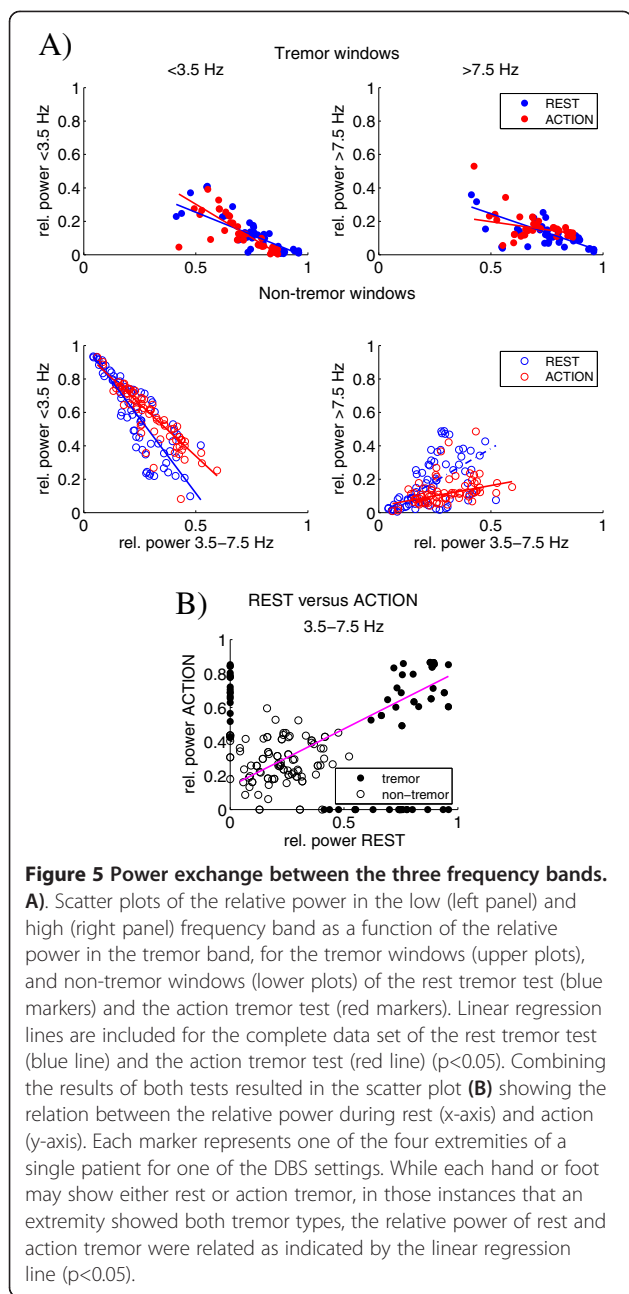 A)
Tremor windows
<3.5 Hz
>7.5 Hz
1
0.8
0.6
0.4
0.2
0
0
0.5
1
rel. power <3.5 Hz
1
0.8
0.6
0.4
0.2
0
0
0.5
1
rel. power >7.5 Hz
REST
ACTION
Non-tremor windows
1
0.8
0.6
0.4
0.2
0
0
0.5
1
rel. power <3.5 Hz
rel. power 3.5–7.5 Hz
1
0.8
0.6
0.4
0.2
0
0
0.5
1
rel. power >7.5 Hz
rel. power 3.5–7.5 Hz
REST
ACTION
B)
REST versus ACTION
3.5–7.5 Hz
1
0.8
0.6
0.4
0.2
0
0
0.5
1
rel. power ACTION
rel. power REST
tremor
non–tremor
Figure 5 Power exchange between the three frequency bands.
A). Scatter plots of the relative power in the low (left panel) and
high (right panel) frequency band as a function of the relative
power in the tremor band, for the tremor windows (upper plots),
and non-tremor windows (lower plots) of the rest tremor test (blue
markers) and the action tremor test (red markers). Linear regression
lines are included for the complete data set of the rest tremor test
(blue line) and the action tremor test (red line) (p<0.05). Combining
the results of both tests resulted in the scatter plot (B) showing the
relation between the relative power during rest (x-axis) and action
(y-axis). Each marker represents one of the four extremities of a
single patient for one of the DBS settings. While each hand or foot
may show either rest or action tremor, in those instances that an
extremity showed both tremor types, the relative power of rest and
action tremor were related as indicated by the linear regression
line (p<0.05).